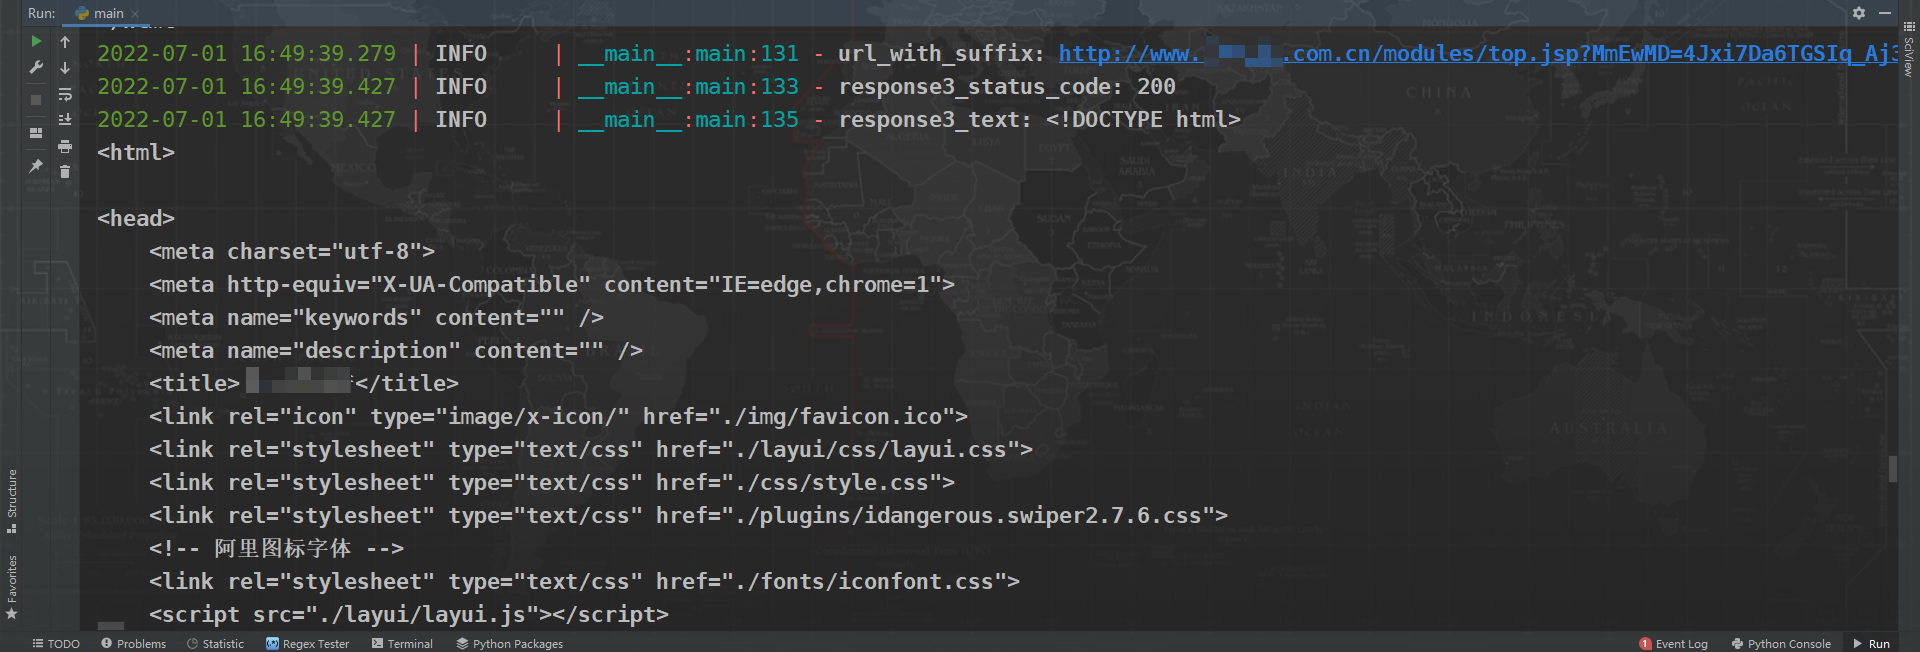 Run: main
2022-07-01 16:49:39.279 | INFO | __main__:main:131 - url_with_suffix: http://www. .com.cn/modules/top.jsp?MmEwMD=4Jxi7Da6TGSIq_Aj3
2022-07-01 16:49:39.427 | INFO | __main__:main:133 - response3_status_code: 200
2022-07-01 16:49:39.427 | INFO | __main__:main:135 - response3_text: <!DOCTYPE html>
<html>
<head>
<meta charset="utf-8">
<meta http-equiv="X-UA-Compatible" content="IE=edge,chrome=1">
<meta name="keywords" content="" />
<meta name="description" content="" />
<title> </title>
<link rel="icon" type="image/x-icon/" href="./img/favicon.ico">
<link rel="stylesheet" type="text/css" href="./layui/css/layui.css">
<link rel="stylesheet" type="text/css" href="./css/style.css">
<link rel="stylesheet" type="text/css" href="./plugins/idangerous.swiper2.7.6.css">
<!-- 阿里图标字体 -->
<link rel="stylesheet" type="text/css" href="./fonts/iconfont.css">
<script src="./layui/layui.js"></script>
SciView
Structure
Favorites
TODO Problems Statistic Regex Tester Terminal Python Packages 1 Event Log Python Console Run
CHINA
INDIA
SAUDI ARABIA
SUDAN
INDONESIA
AUSTRALIA